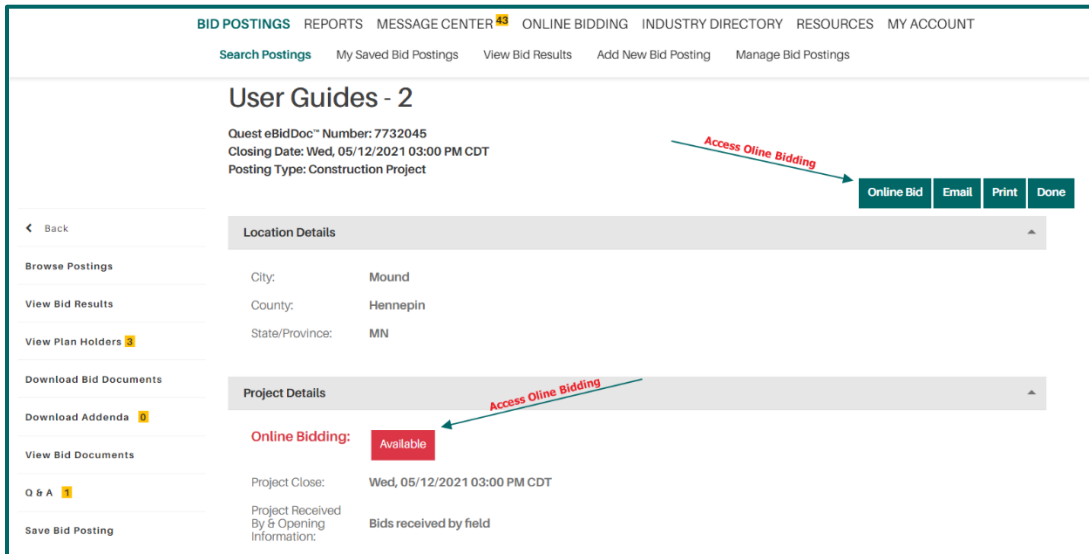 BID POSTINGS REPORTS MESSAGE CENTER 43 ONLINE BIDDING INDUSTRY DIRECTORY RESOURCES MY ACCOUNT
Search Postings My Saved Bid Postings View Bid Results Add New Bid Posting Manage Bid Postings
User Guides - 2
Quest eBidDoc™ Number: 7732045
Closing Date: Wed, 05/12/2021 03:00 PM CDT
Posting Type: Construction Project
Access Oline Bidding
Online Bid Email Print Done
Back
Browse Postings
View Bid Results
View Plan Holders 3
Download Bid Documents
Download Addenda 0
View Bid Documents
Q & A 1
Save Bid Posting
Location Details
City: Mound
County: Hennepin
State/Province: MN
Project Details
Access Oline Bidding
Online Bidding: Available
Project Close: Wed, 05/12/2021 03:00 PM CDT
Project Received
By & Opening
Information:
Bids received by field